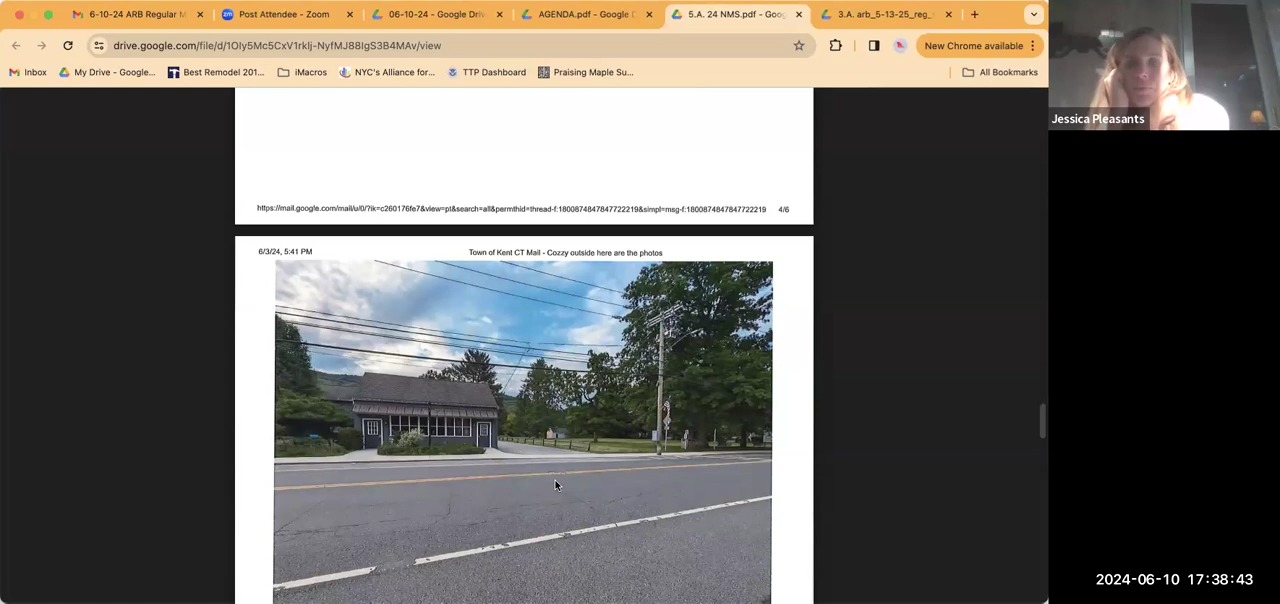 6-10-24 ARB Regular M
Post Attendee - Zoom
06-10-24 - Google Driv
AGENDA.pdf - Google D
5.A. 24 NMS.pdf - Goog
3.A. arb_5-13-25_reg_
drive.google.com/file/d/1OIy5Mc5CxV1rklj-NyfMJ88IgS3B4MAv/view
New Chrome available
Inbox
My Drive - Google...
Best Remodel 201...
iMacros
NYC's Alliance for...
TTP Dashboard
Praising Maple Su...
All Bookmarks
Jessica Pleasants
https://mail.google.com/mail/u/0/?ik=c260176fe7&view=pt&search=all&permthid=thread-f:1800874847847722219&simpl=msg-f:1800874847847722219 4/6
6/3/24, 5:41 PM
Town of Kent CT Mail - Cozzy outside here are the photos
2024-06-10 17:38:43